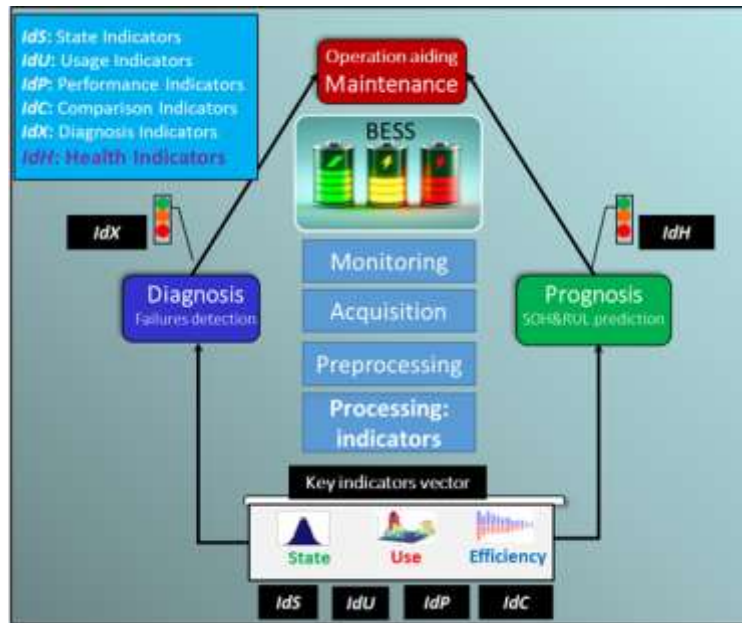 IdS: State Indicators
IdU: Usage Indicators
IdP: Performance Indicators
IdC: Comparison Indicators
IdX: Diagnosis Indicators
IdH: Health Indicators
Operation aiding
Maintenance
BESS
IdX
IdH
Monitoring
Diagnosis
Failures detection
Prognosis
SOH&RUL prediction
Acquisition
Preprocessing
Processing:
indicators
Key indicators vector
State
Use
Efficiency
IdS
IdU
IdP
IdC